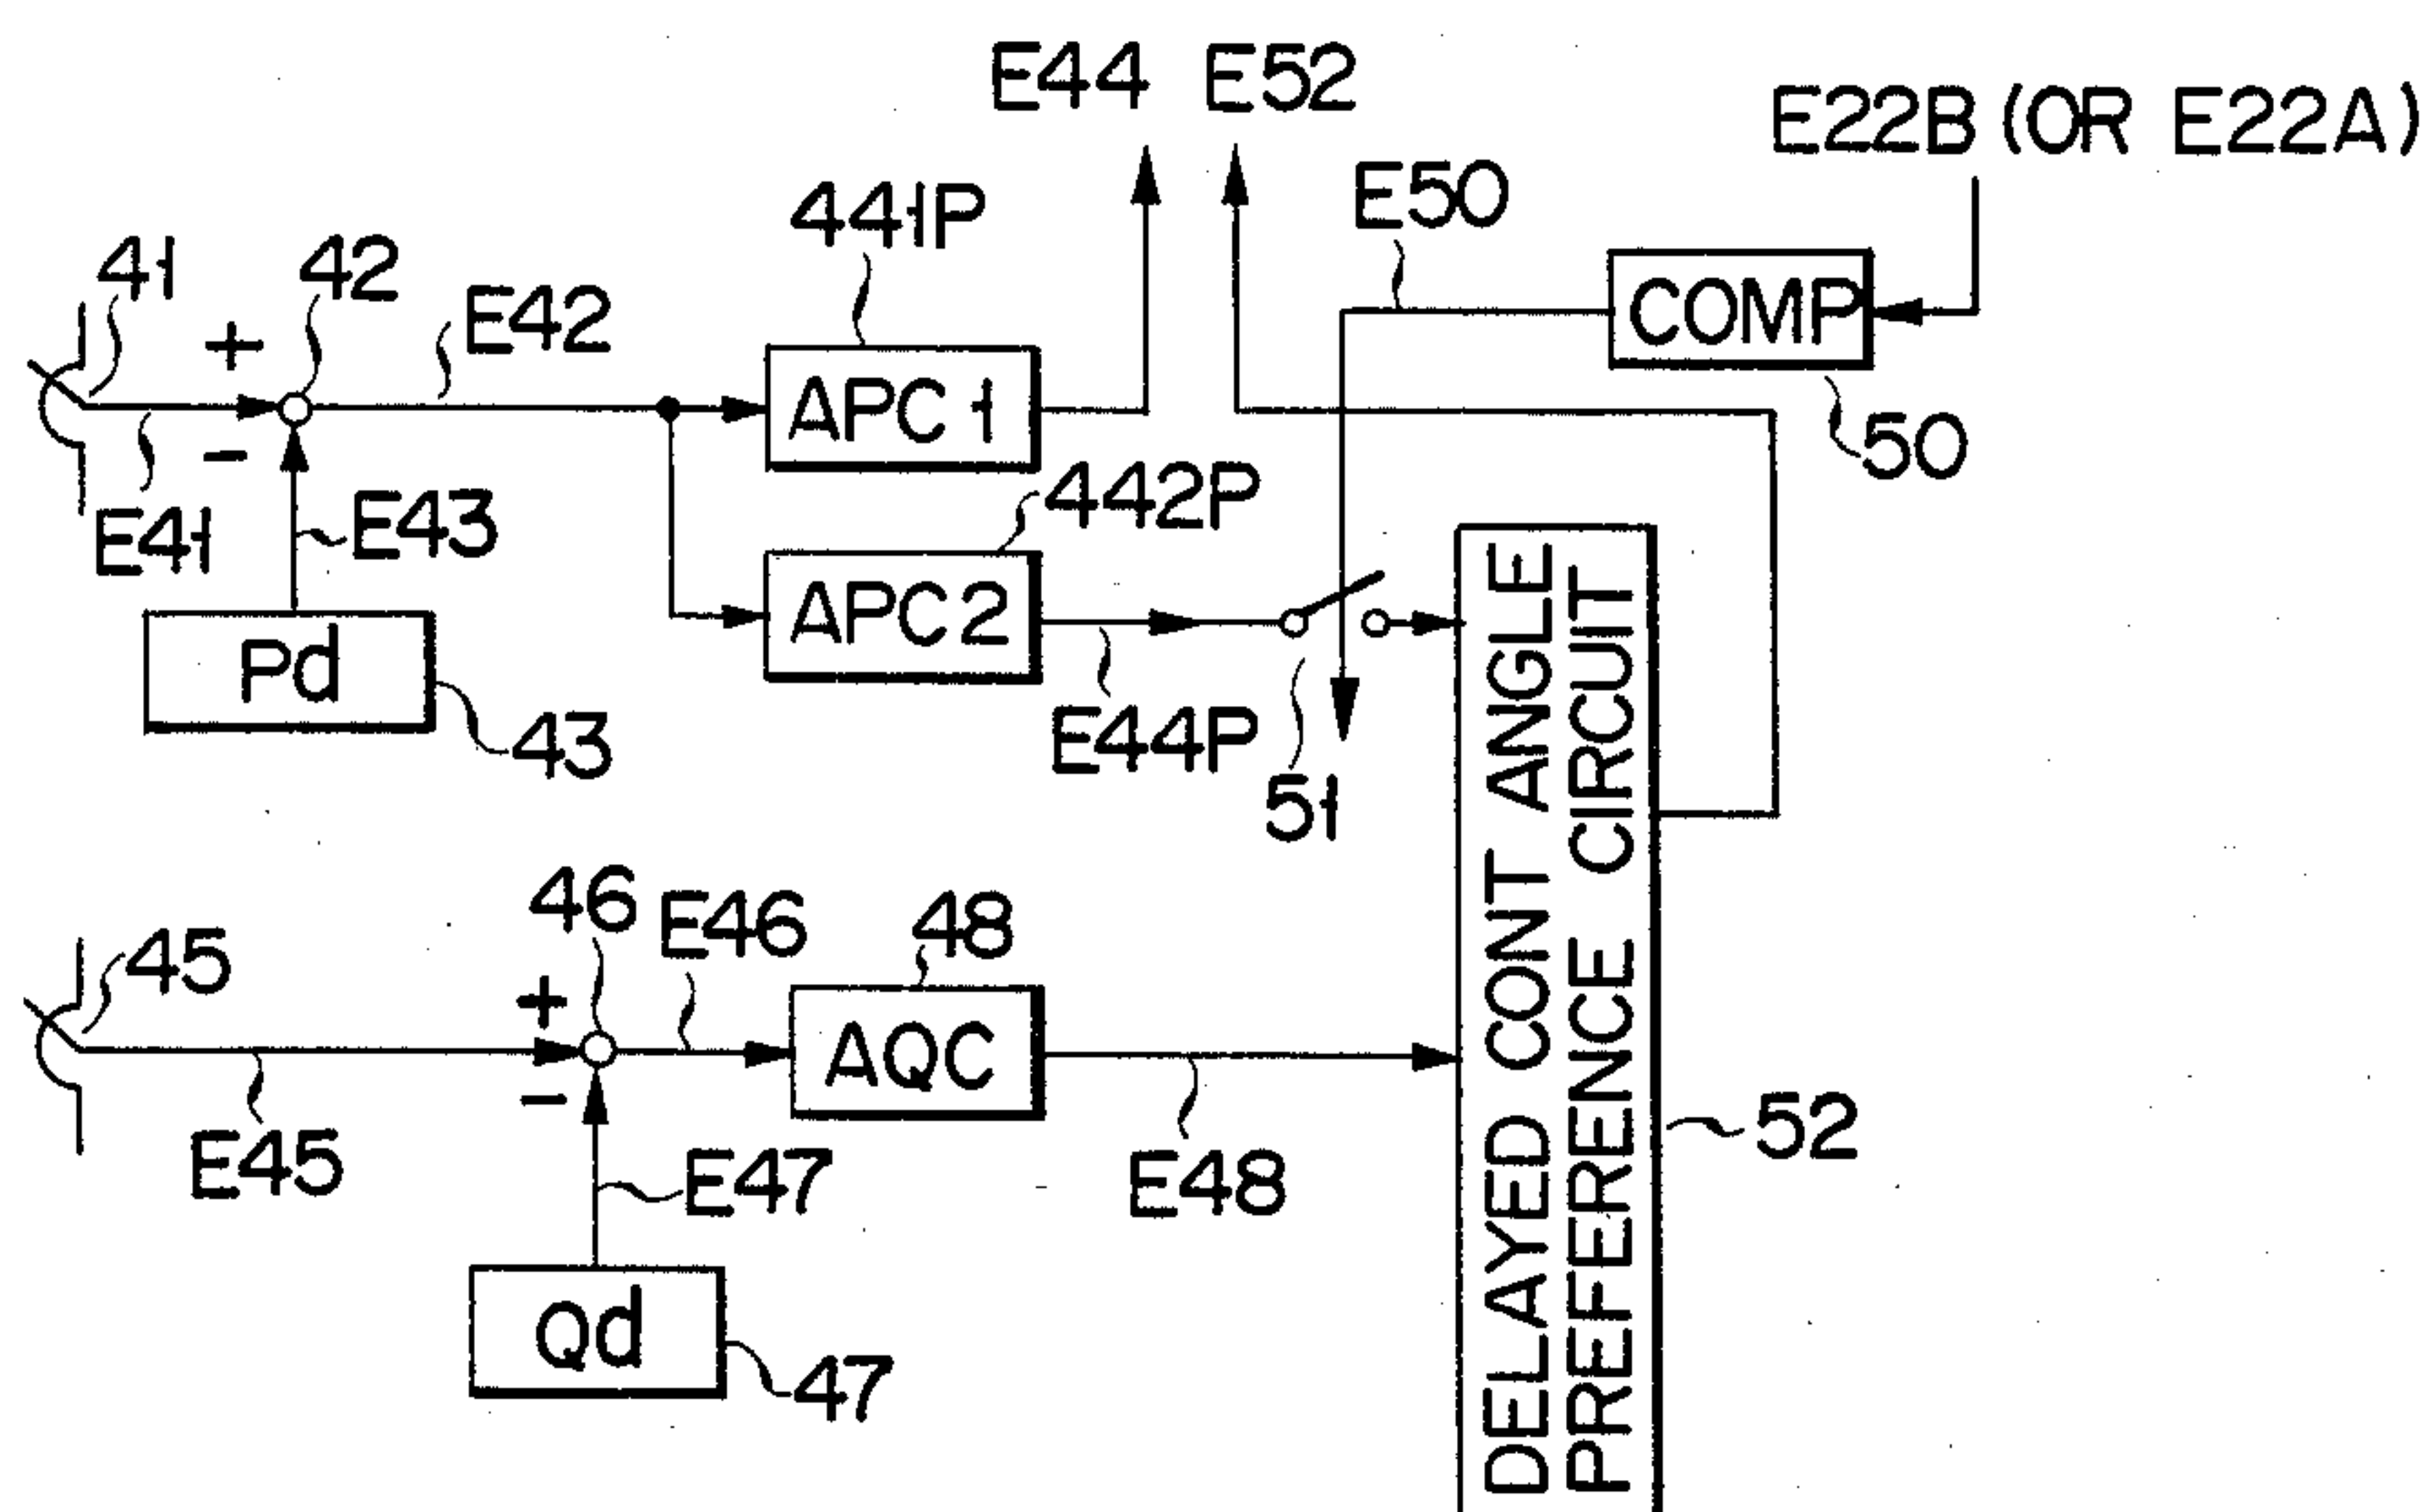 E44 E52
E22B (OR E22A)
E50
441P
41
42
E42
COMP
+
APC 1
50
-
442P
E43
E41
APC 2
Pd
43
E44P
51
DELAYED CONT ANGLE
PREFERENCE CIRCUIT
46
E46
48
45
+
AQC
-
52
E45
E47
E48
Qd
47